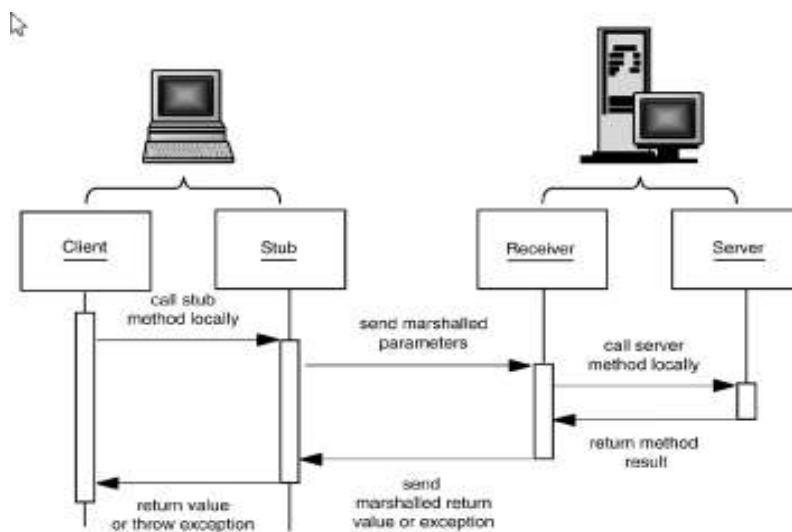 Client
Stub
Receiver
Server
call stub
method locally
send marshalled
parameters
call server
method locally
return method
result
return value
or throw exception
send
marshalled return
value or exception